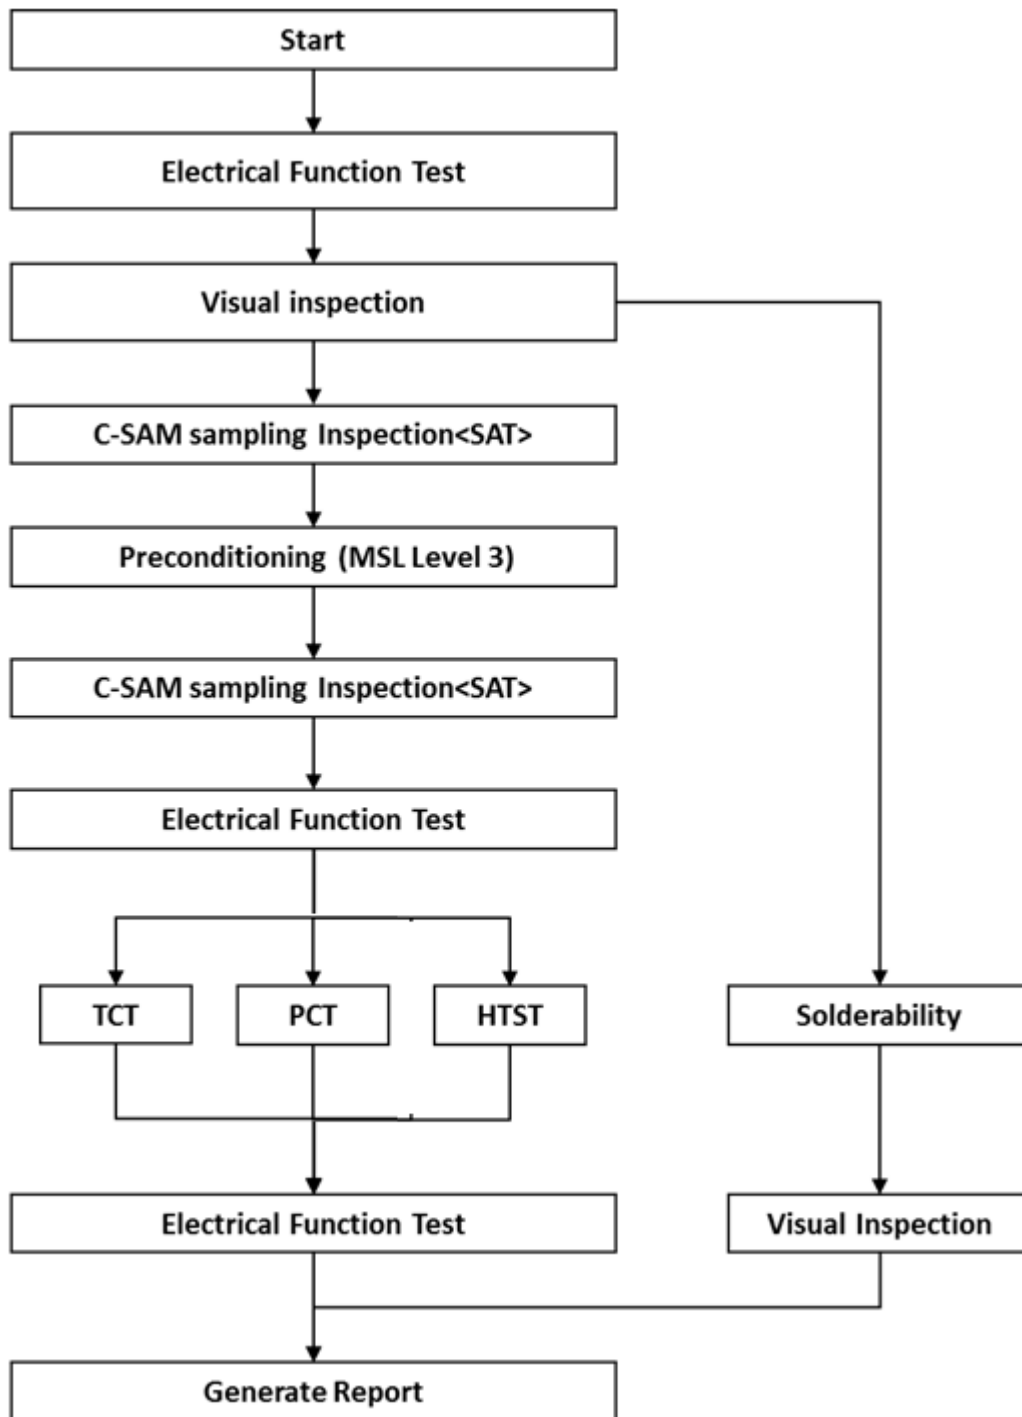 Start
Electrical Function Test
Visual inspection
C-SAM sampling Inspection<SAT>
Preconditioning (MSL Level 3)
C-SAM sampling Inspection<SAT>
Electrical Function Test
TCT
PCT
HTST
Solderability
Electrical Function Test
Visual Inspection
Generate Report